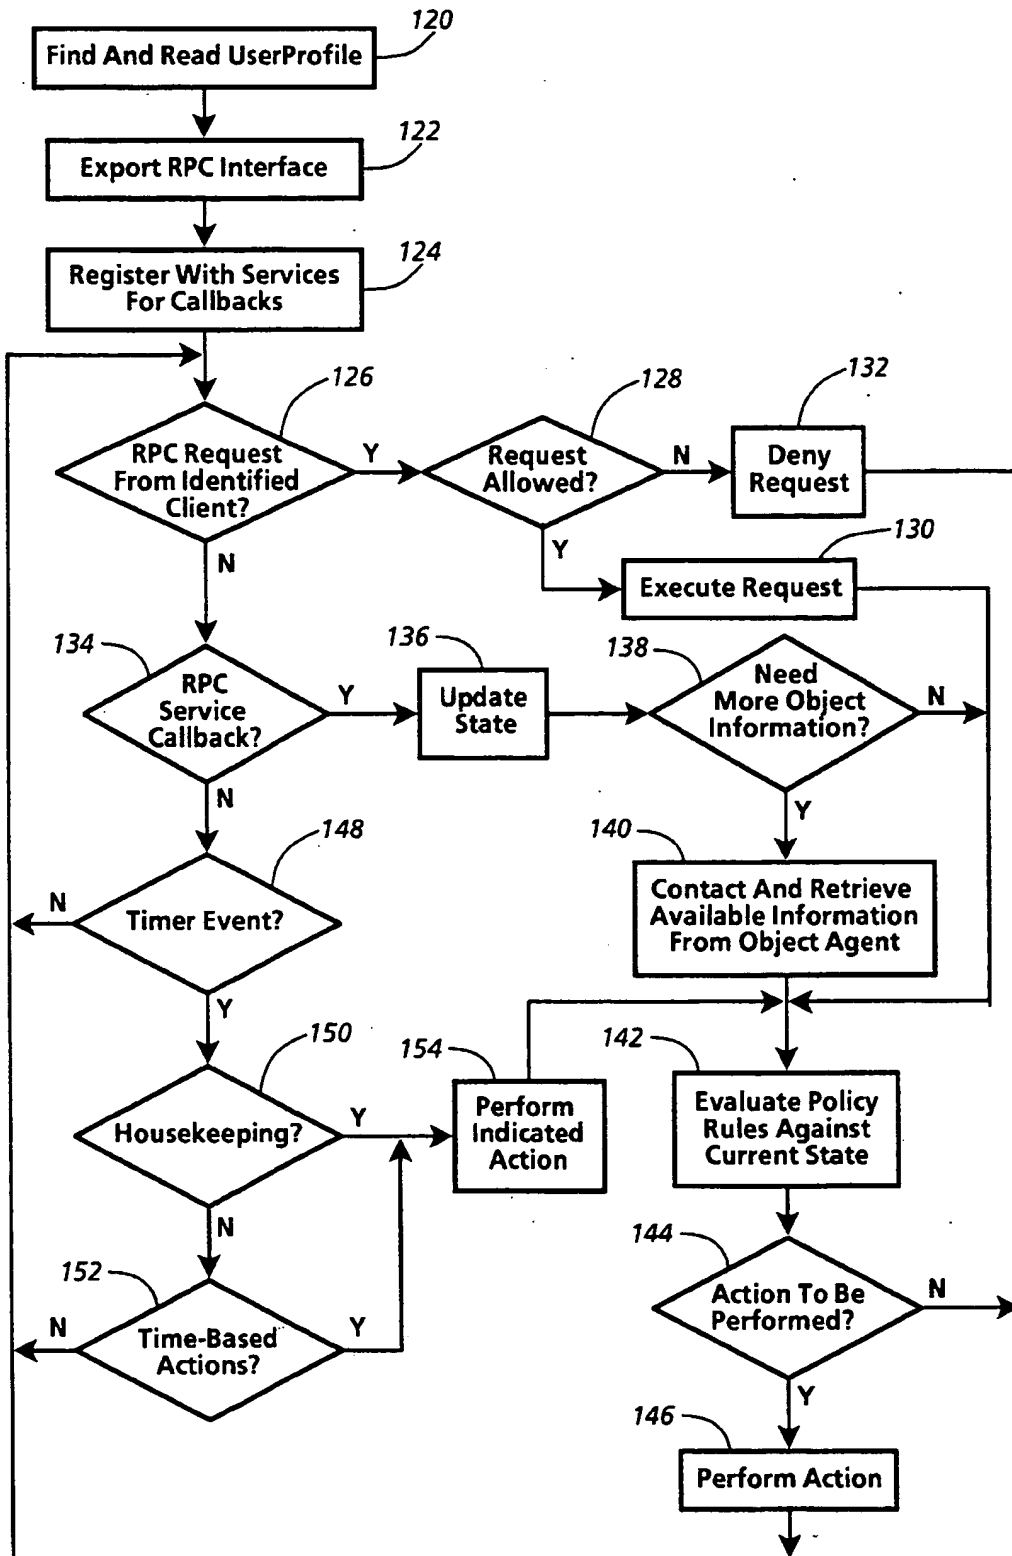 120
Find And Read UserProfile
122
Export RPC Interface
124
Register With Services
For Callbacks
126
RPC Request
From Identified
Client?
Y
N
128
Request
Allowed?
N
Y
132
Deny
Request
130
Execute Request
134
RPC
Service
Callback?
Y
N
136
Update
State
138
Need
More Object
Information?
N
Y
140
Contact And Retrieve
Available Information
From Object Agent
148
Timer Event?
N
Y
150
Housekeeping?
Y
N
154
Perform
Indicated
Action
142
Evaluate Policy
Rules Against
Current State
152
Time-Based
Actions?
N
Y
144
Action To Be
Performed?
N
Y
146
Perform Action